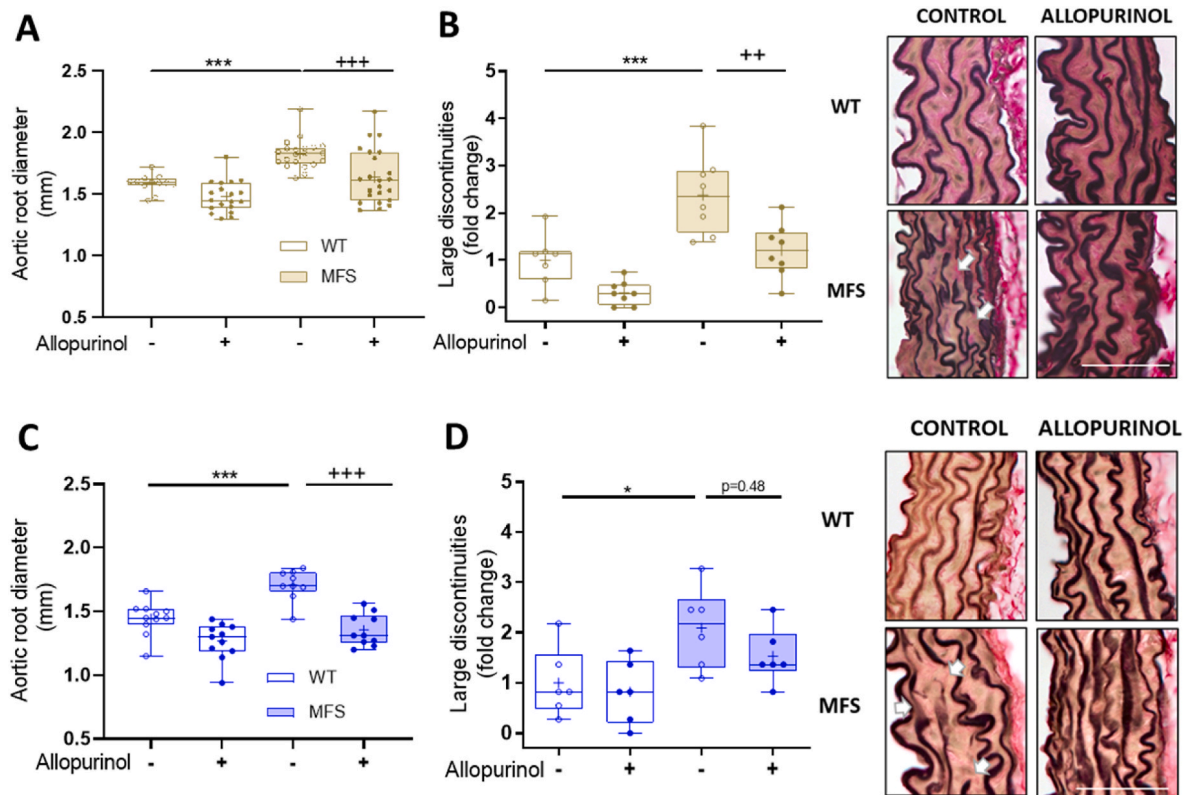 A
Aortic root diameter
(mm)
2.5
2.0
1.5
1.0
0.5
***
+++
WT
MFS
Allopurinol - + - +
B
Large discontinuities
(fold change)
5
4
3
2
1
0
***
++
- + - +
CONTROL ALLOPURINOL
WT
MFS
C
Aortic root diameter
(mm)
2.5
2.0
1.5
1.0
0.5
***
+++
WT
MFS
Allopurinol - + - +
D
Large discontinuities
(fold change)
5
4
3
2
1
0
*
p=0.48
Allopurinol - + - +
CONTROL ALLOPURINOL
WT
MFS